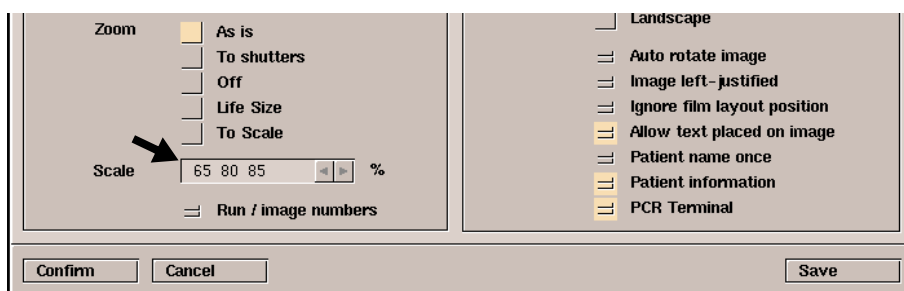 Zoom
As is
To shutters
Off
Life Size
To Scale
Scale
65 80 85
%
Run / image numbers
Landscape
Auto rotate image
Image left-justified
Ignore film layout position
Allow text placed on image
Patient name once
Patient information
PCR Terminal
Confirm
Cancel
Save